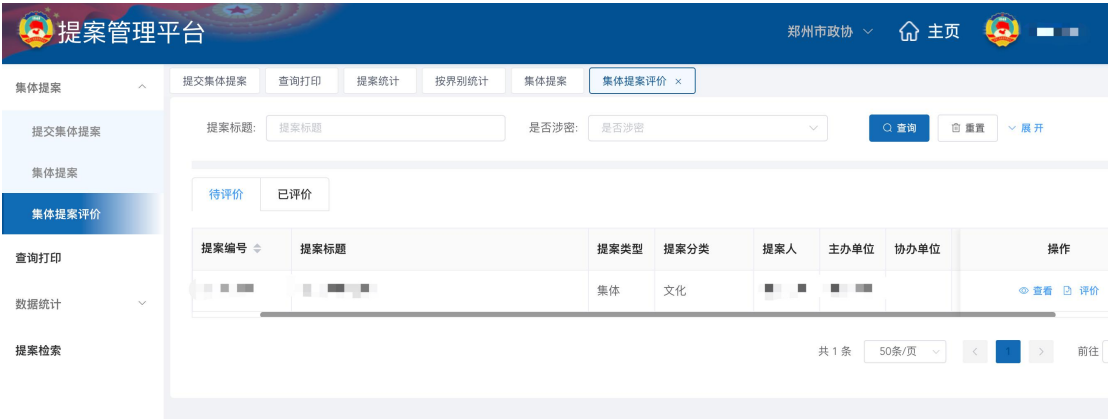 提案管理平台
郑州市政协 主页
集体提案
提交集体提案
集体提案
集体提案评价
查询打印
数据统计
提案检索
提交集体提案 查询打印 提案统计 按界别统计 集体提案 集体提案评价 ×
提案标题: 提案标题 是否涉密: 是否涉密 查询 重置 展开
待评价 已评价
提案编号 提案标题 提案类型 提案分类 提案人 主办单位 协办单位 操作
集体 文化 查看 评价
共 1 条 50条/页 1 前往